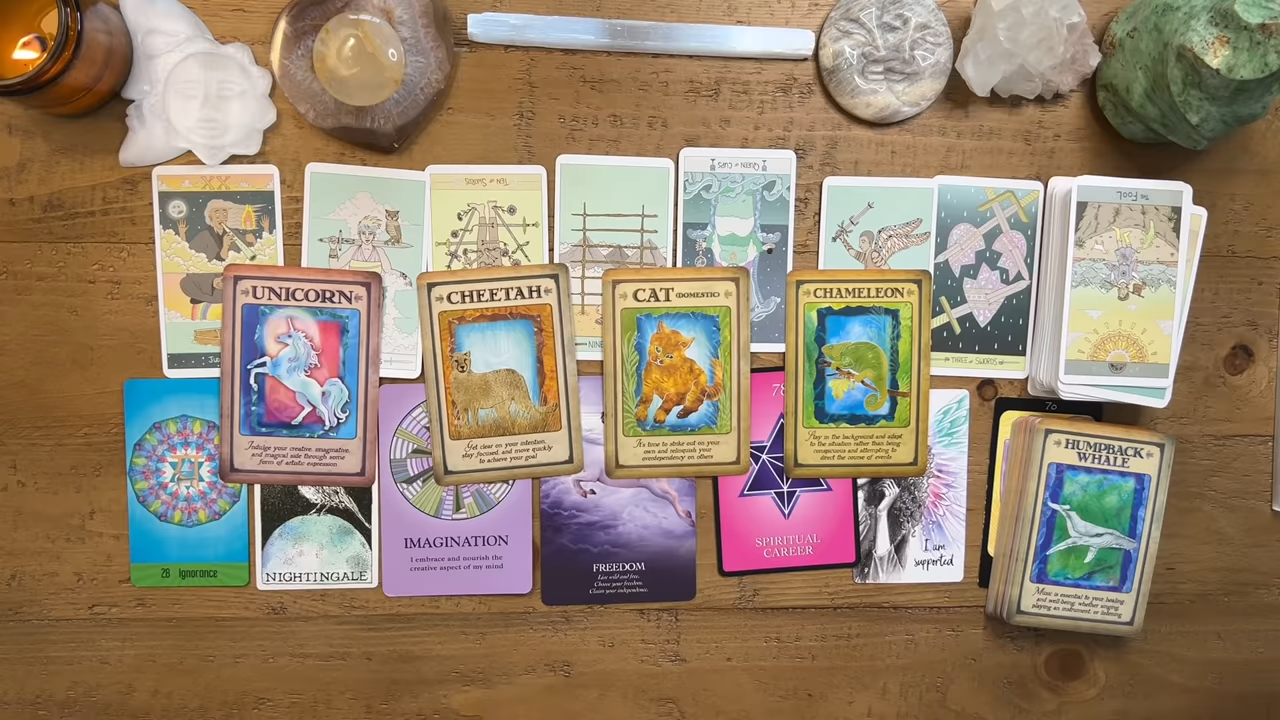 XX
TEN OF SWORDS
QUEEN OF CUPS
THE FOOL
JU
NINE
THREE OF SWORDS
UNICORN
Indulge your creative, imaginative,
and magical side through some
form of artistic expression
CHEETAH
Get clear on your intention,
stay focused, and move quickly
to achieve your goal
CAT (DOMESTIC)
It's time to strike out on your
own and relinquish your
overdependency on others
CHAMELEON
Stay in the background and adapt
to the situation rather than being
conspicuous and attempting to
direct the course of events
28 Ignorance
NIGHTINGALE
IMAGINATION
I embrace and nourish the
creative aspect of my mind
FREEDOM
Live wild and free.
Choose your freedom.
Claim your independence.
78
SPIRITUAL
CAREER
I am
supported
70
HUMPBACK
WHALE
Music is essential to your healing
and well-being: whether singing,
playing an instrument or listening